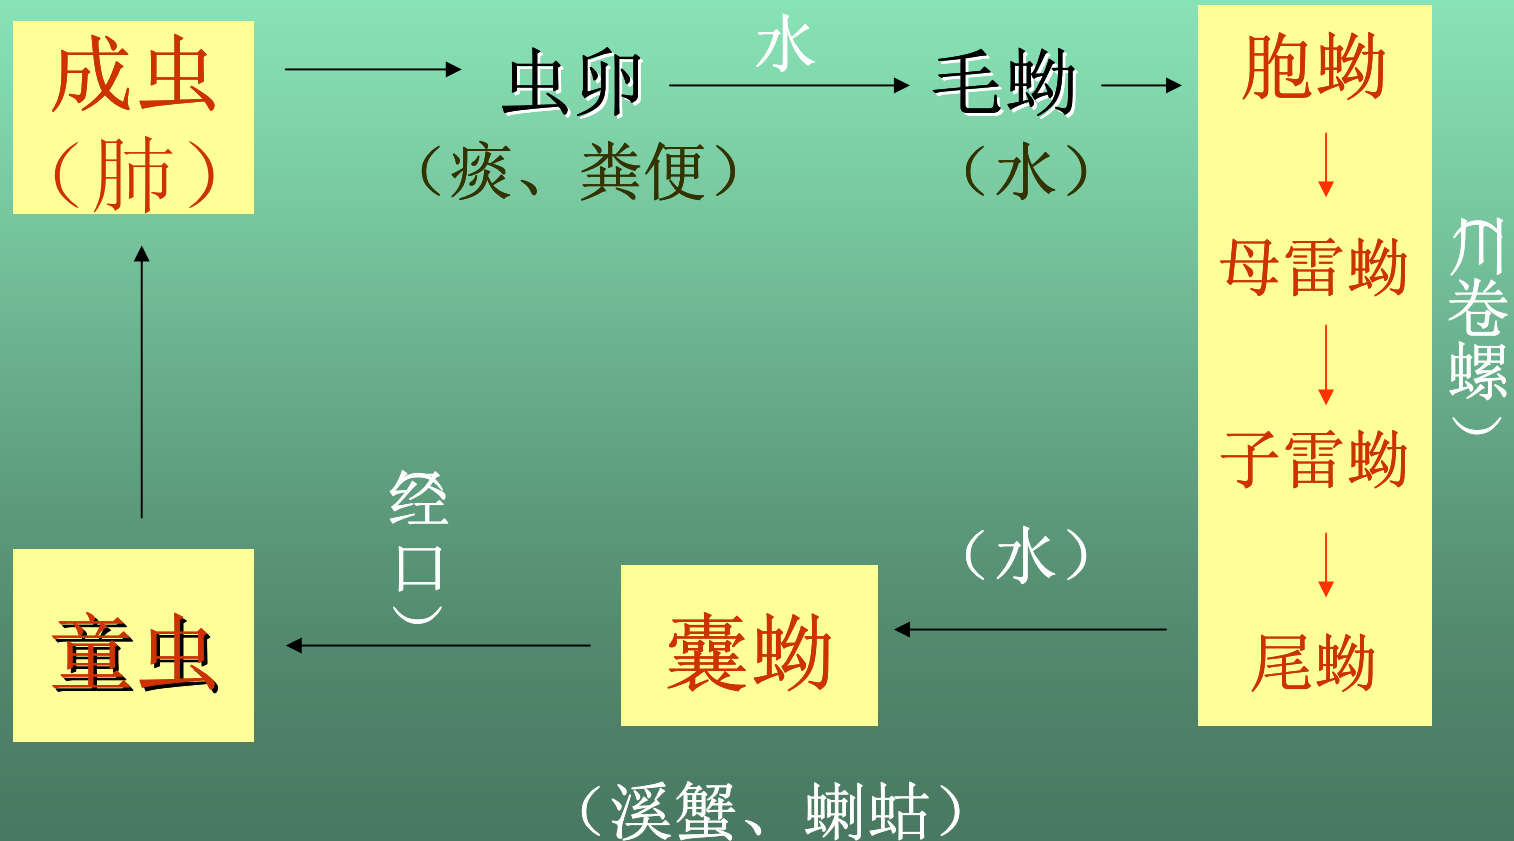 成虫
（肺）
虫卵
（痰、粪便）
水
毛蚴
（水）
胞蚴
母雷蚴
子雷蚴
尾蚴
（川卷螺）
（水）
囊蚴
（溪蟹、蝲蛄）
（经口）
童虫